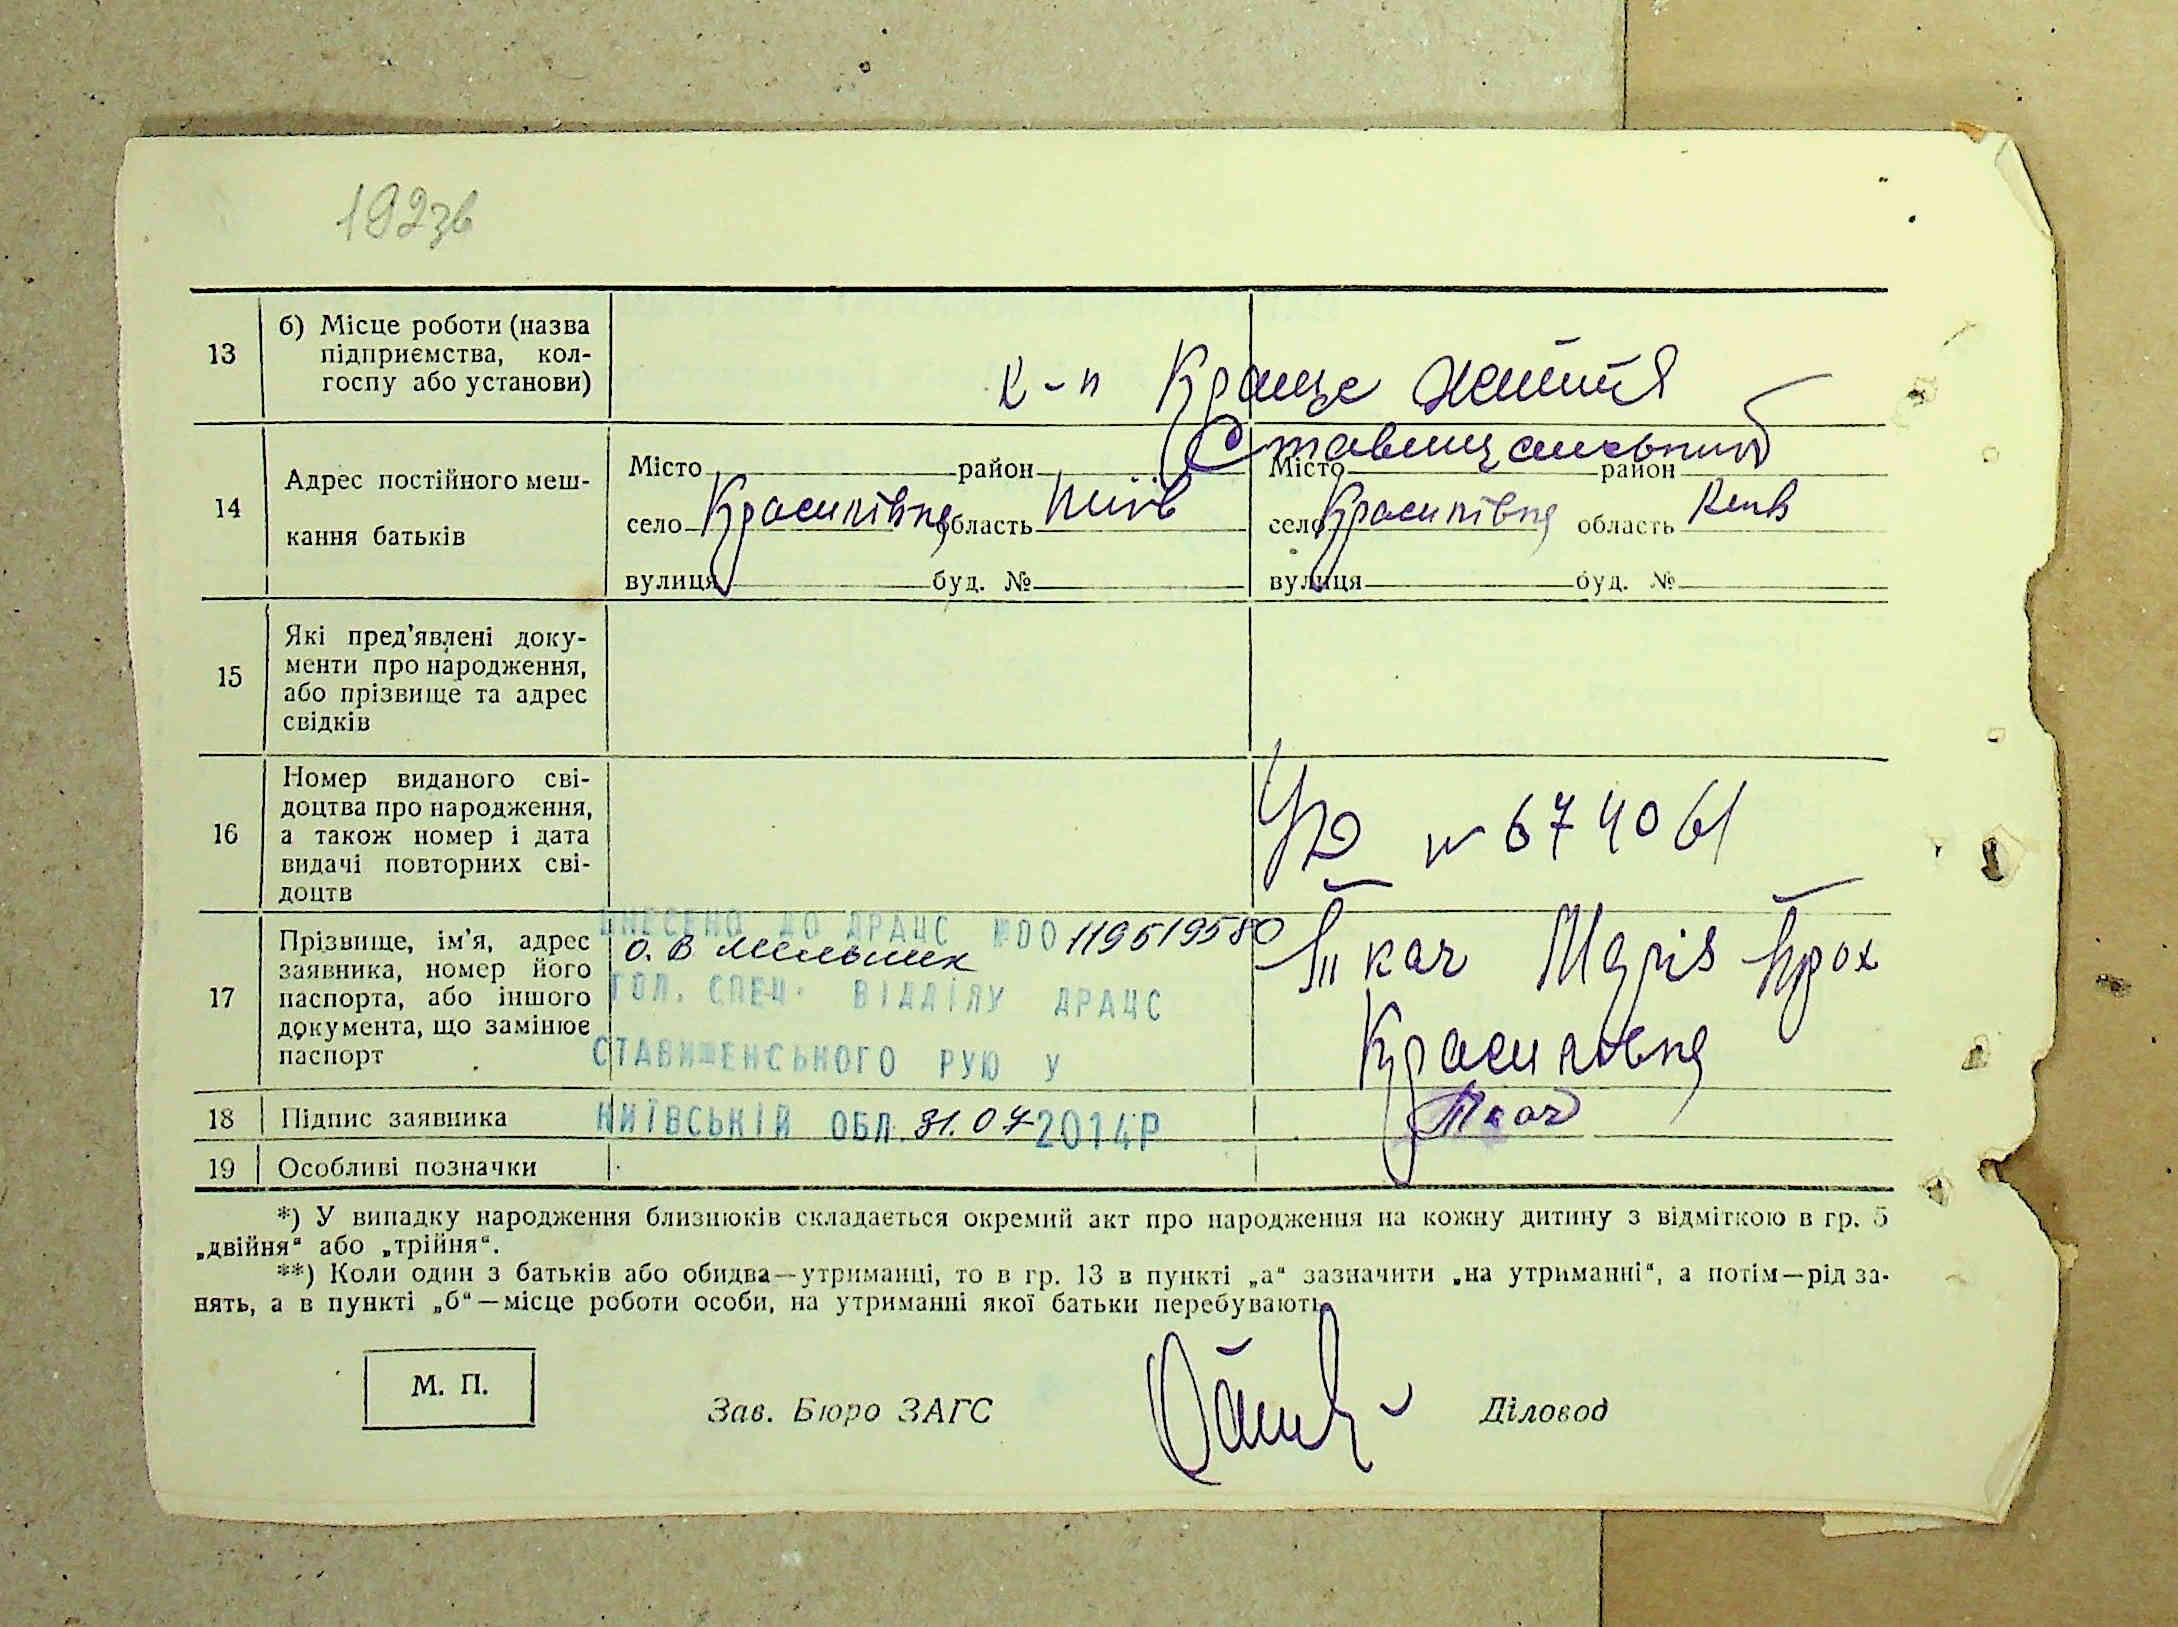 192зв
13
б) Місце роботи (назва
підприємства, кол-
госпу або установи)
к-п Краще життя
14
Адрес постійного меш-
кання батьків
Ставищанський
Місто район Місто район
село Красилівка область Київ село Красилівка область Київ
вулиця буд. № вулиця буд. №
15
Які пред'явлені доку-
менти про народження,
або прізвище та адрес
свідків
16
Номер виданого сві-
доцтва про народження,
а також номер і дата
видачі повторних сві-
доцтв
№ 674061
17
Прізвище, ім'я, адрес
заявника, номер його
паспорта, або іншого
документа, що замінює
паспорт
ВНЕСЕНО ДО ДРАЦС №00119519580
О. В Мельник
ГОЛ. СПЕЦ. ВІДДІЛУ ДРАЦС
СТАВИЩЕНСЬКОГО РУЮ У
КИЇВСЬКІЙ ОБЛ. 31.07 2014Р
Ткач Марія Прох
Красилівка
18 Підпис заявника
Ткач
19 Особливі позначки
*) У випадку народження близнюків складається окремий акт про народження на кожну дитину з відміткою в гр. 5
„двійня“ або „трійня“.
**) Коли один з батьків або обидва—утриманці, то в гр. 13 в пункті „а“ зазначити „на утриманні“, а потім—рід за-
нять, а в пункті „б“—місце роботи особи, на утриманні якої батьки перебувають.
М. П.
Зав. Бюро ЗАГС Діловод